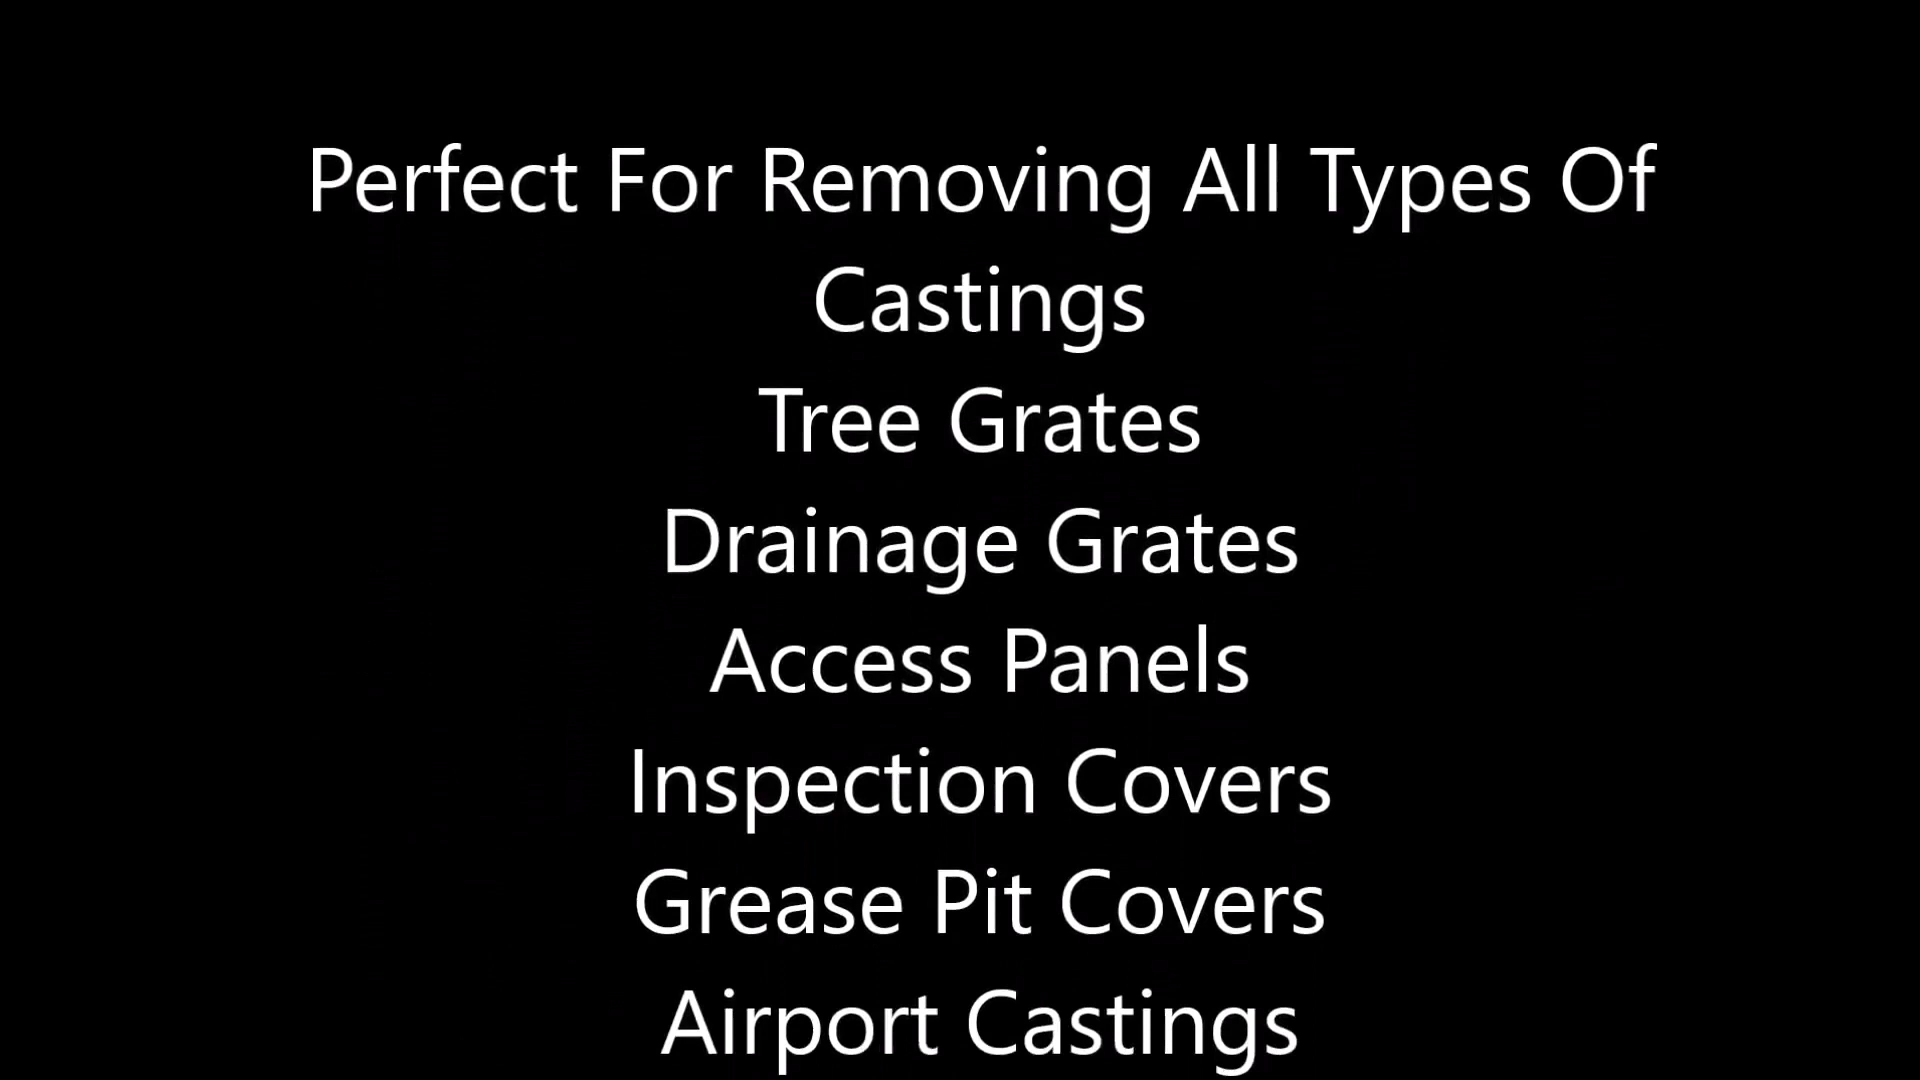 Perfect For Removing All Types Of
Castings
Tree Grates
Drainage Grates
Access Panels
Inspection Covers
Grease Pit Covers
Airport Castings